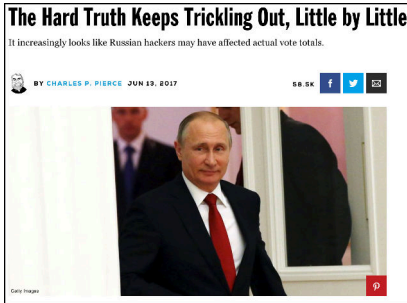 The Hard Truth Keeps Trickling Out, Little by Little
It increasingly looks like Russian hackers may have affected actual vote totals.
BY CHARLES P. PIERCE JUN 13, 2017 58.5K
Getty Images